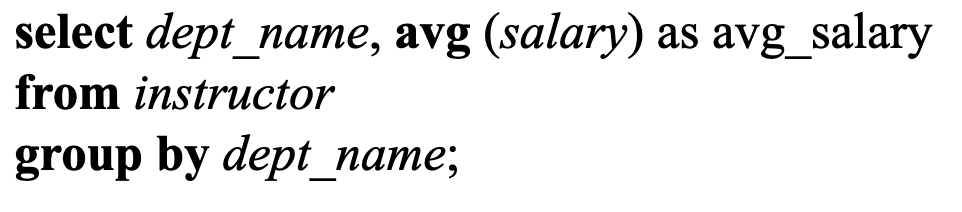 select dept_name, avg (salary) as avg_salary
from instructor
group by dept_name;